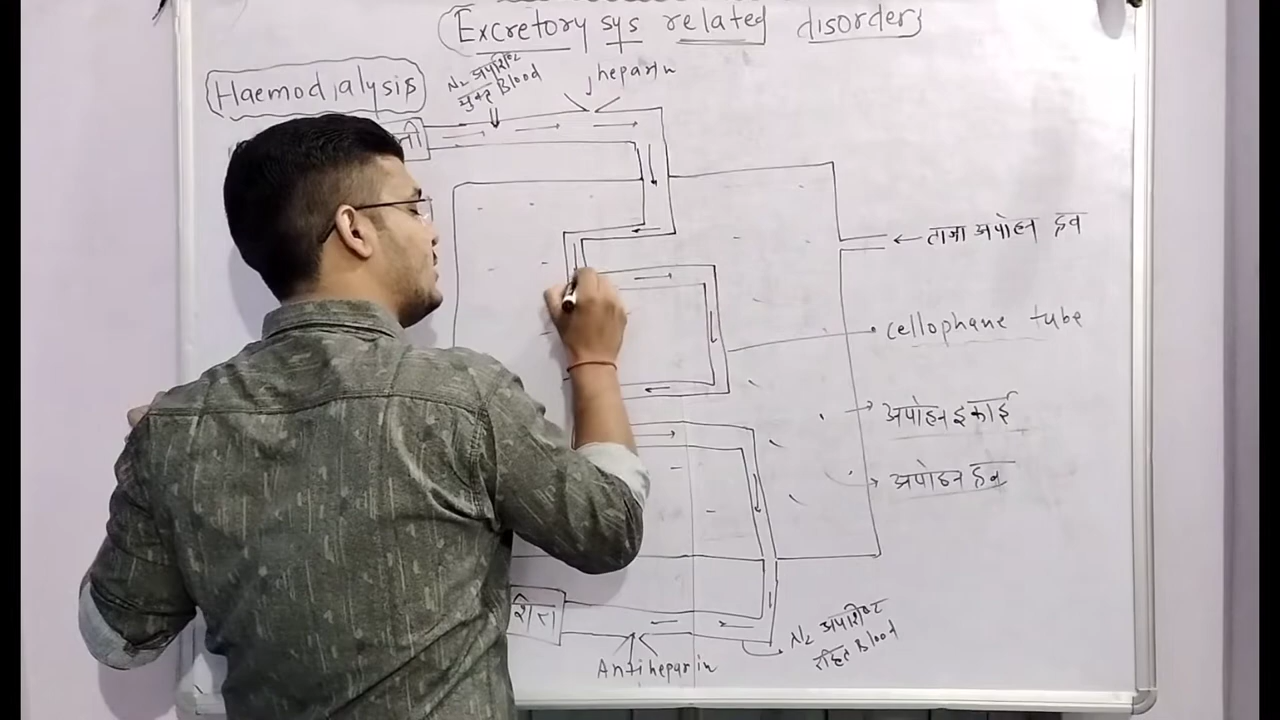 Excretory sys related disorders
Haemodialysis
N₂ अपशिष्ट
युक्त Blood
heparin
नी
← ताजा अपोहन द्रव
cellophane tube
अपोहन इकाई
अपोहन द्रव
शिरा
Antiheparin
N₂ अपशिष्ट
रहित Blood